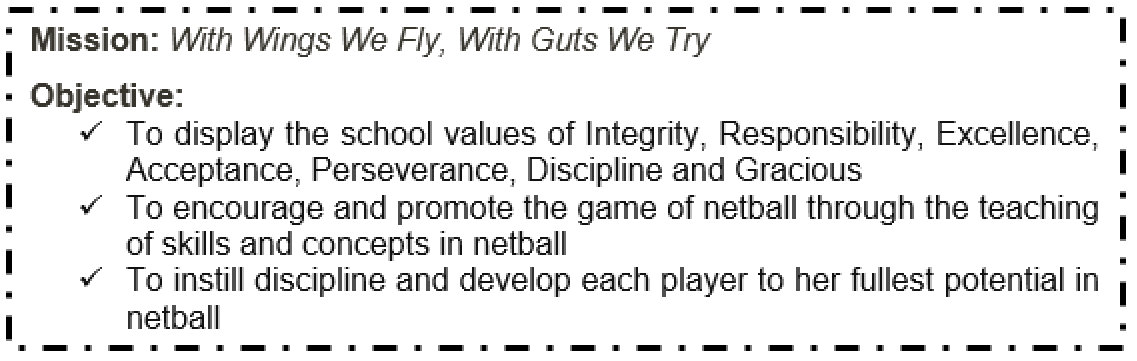 Mission: With Wings We Fly, With Guts We Try
Objective:
✓ To display the school values of Integrity, Responsibility, Excellence,
Acceptance, Perseverance, Discipline and Gracious
✓ To encourage and promote the game of netball through the teaching
of skills and concepts in netball
✓ To instill discipline and develop each player to her fullest potential in
netball